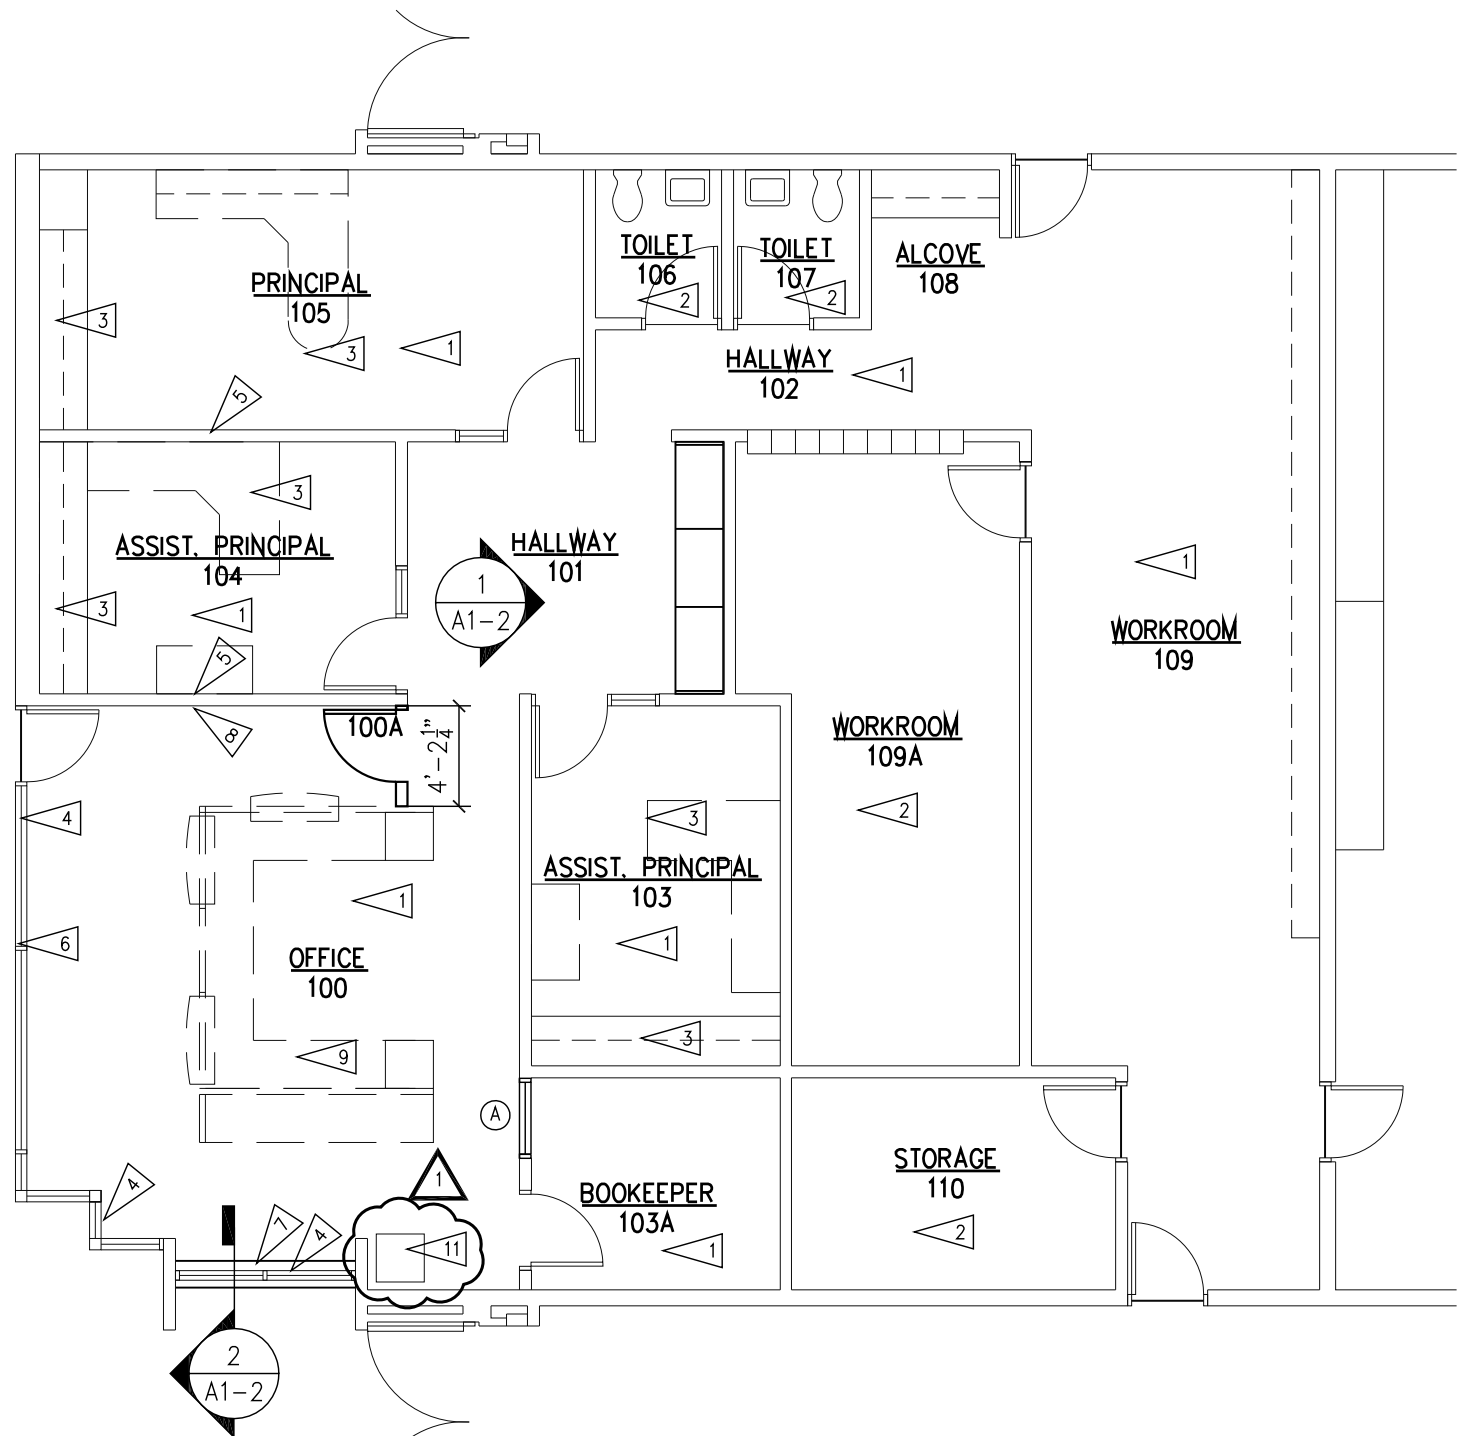 TOILET
106
TOILET
107
ALCOVE
108
2
2
PRINCIPAL
105
3
3
1
HALLWAY
102
1
5
3
ASSIST. PRINCIPAL
104
3
1
5
HALLWAY
101
1
A1-2
1
WORKROOM
109
100A
8
4'-2 1/4"
WORKROOM
109A
2
4
3
ASSIST. PRINCIPAL
103
1
1
6
OFFICE
100
9
3
A
STORAGE
110
2
1
BOOKEEPER
103A
1
4
7
4
11
2
A1-2